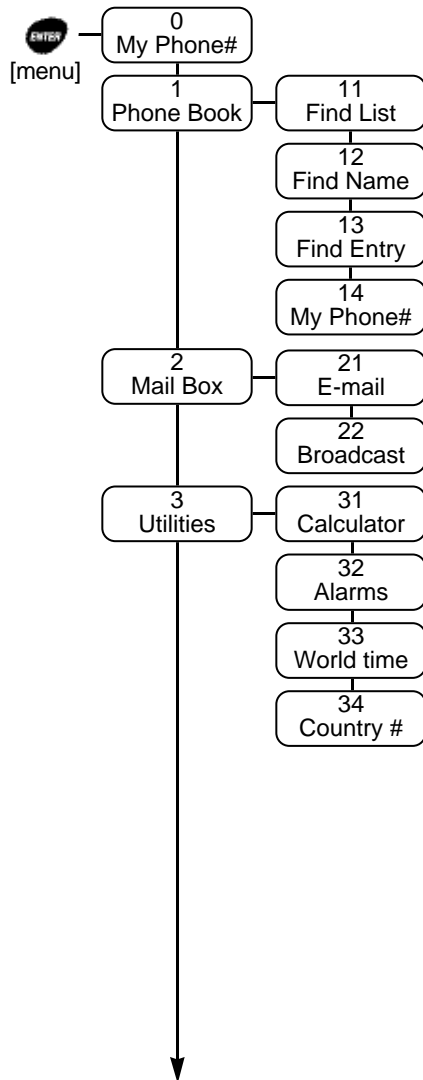 ENTER
[menu]
0
My Phone#
1
Phone Book
11
Find List
12
Find Name
13
Find Entry
14
My Phone#
2
Mail Box
21
E-mail
22
Broadcast
3
Utilities
31
Calculator
32
Alarms
33
World time
34
Country #